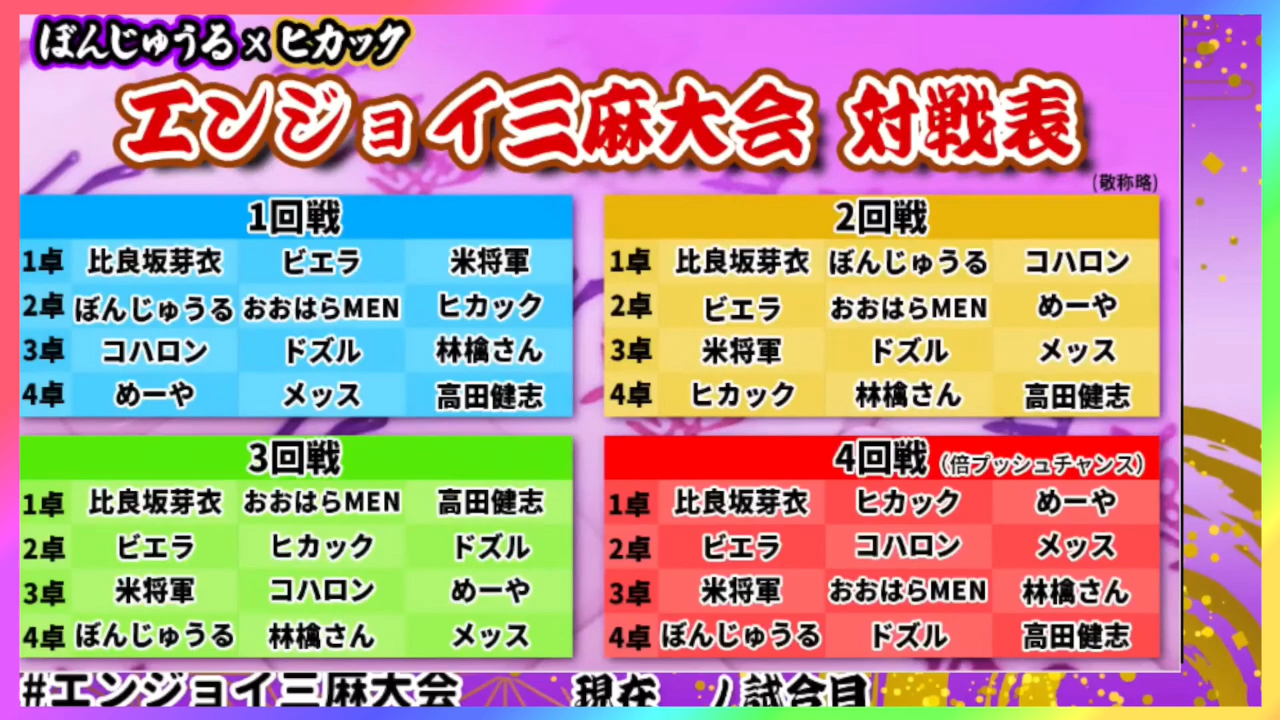 ぼんじゅうる×ヒカック
エンジョイ三麻大会 対戦表
(敬称略)
1回戦
1卓 比良坂芽衣 ビエラ 米将軍
2卓 ぼんじゅうる おおはらMEN ヒカック
3卓 コハロン ドズル 林檎さん
4卓 めーや メッス 高田健志
2回戦
1卓 比良坂芽衣 ぼんじゅうる コハロン
2卓 ビエラ おおはらMEN めーや
3卓 米将軍 ドズル メッス
4卓 ヒカック 林檎さん 高田健志
3回戦
1卓 比良坂芽衣 おおはらMEN 高田健志
2卓 ビエラ ヒカック ドズル
3卓 米将軍 コハロン めーや
4卓 ぼんじゅうる 林檎さん メッス
4回戦 (倍プッシュチャンス)
1卓 比良坂芽衣 ヒカック めーや
2卓 ビエラ コハロン メッス
3卓 米将軍 おおはらMEN 林檎さん
4卓 ぼんじゅうる ドズル 高田健志
#エンジョイ三麻大会 現在 試合目